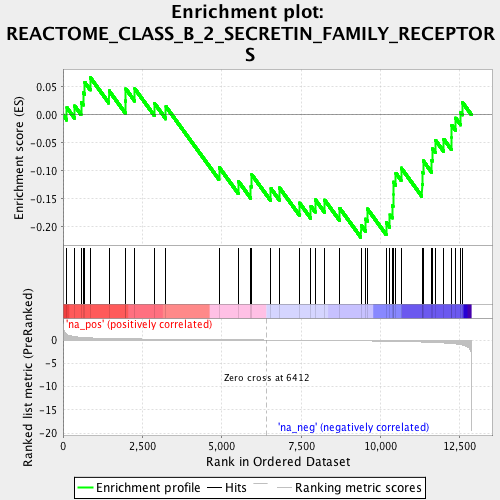 Enrichment plot:
REACTOME_CLASS_B_2_SECRETIN_FAMILY_RECEPTOR
S
Enrichment score (ES)
0.05
0.00
-0.05
-0.10
-0.15
-0.20
'na_pos' (positively correlated)
Ranked list metric (PreRanked)
0
-5
-10
-15
-20
Zero cross at 6412
'na_neg' (negatively correlated)
0
2,500
5,000
7,500
10,000
12,500
Rank in Ordered Dataset
Enrichment profile
Hits
Ranking metric scores